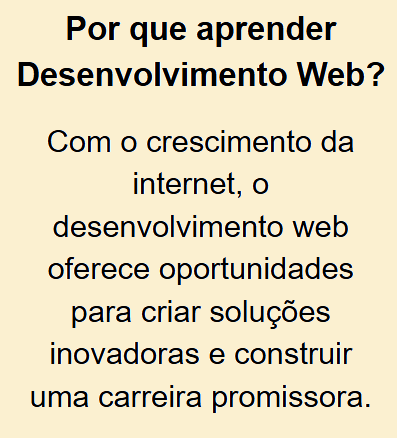 Por que aprender
Desenvolvimento Web?
Com o crescimento da
internet, o
desenvolvimento web
oferece oportunidades
para criar soluções
inovadoras e construir
uma carreira promissora.